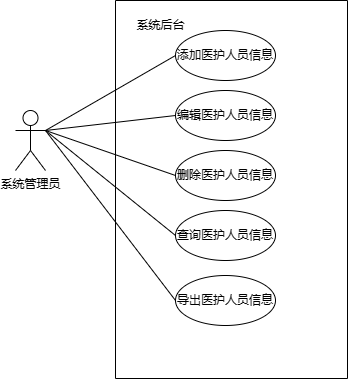 系统后台
添加医护人员信息
编辑医护人员信息
删除医护人员信息
系统管理员
查询医护人员信息
导出医护人员信息